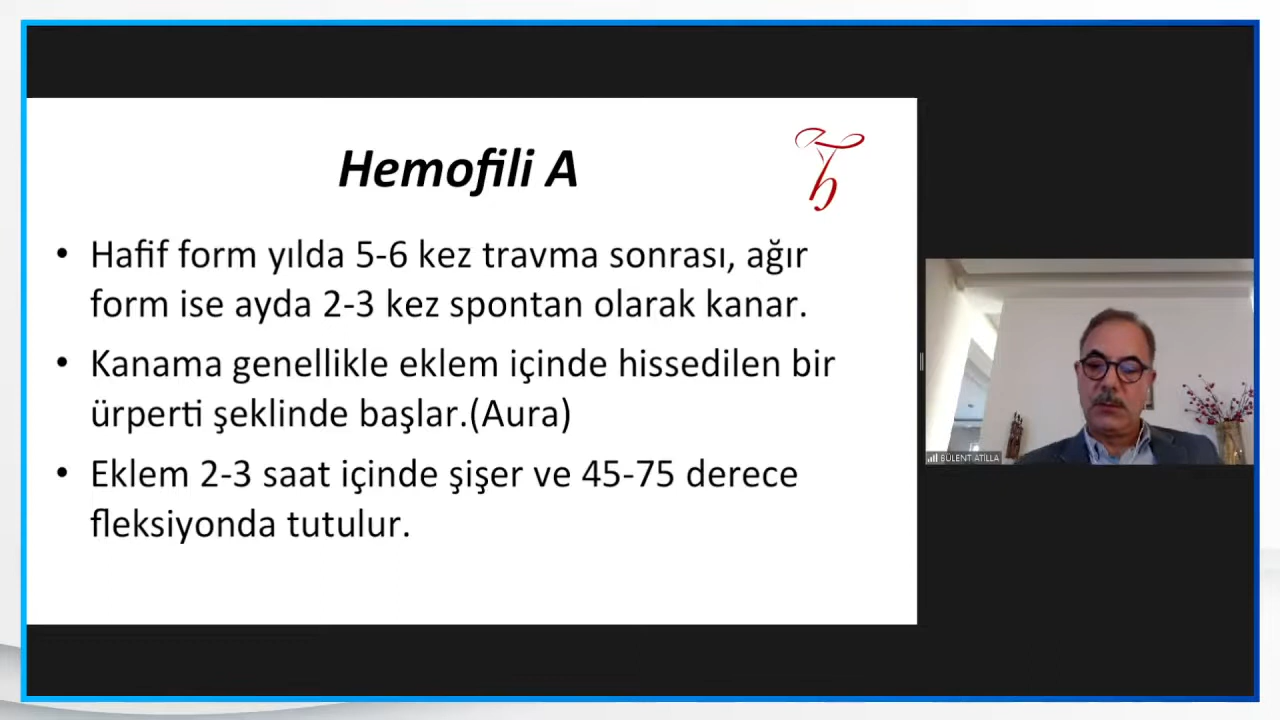 Hemofili A
• Hafif form yılda 5-6 kez travma sonrası, ağır
form ise ayda 2-3 kez spontan olarak kanar.
• Kanama genellikle eklem içinde hissedilen bir
ürperti şeklinde başlar.(Aura)
• Eklem 2-3 saat içinde şişer ve 45-75 derece
fleksiyonda tutulur.
BÜLENT ATİLLA